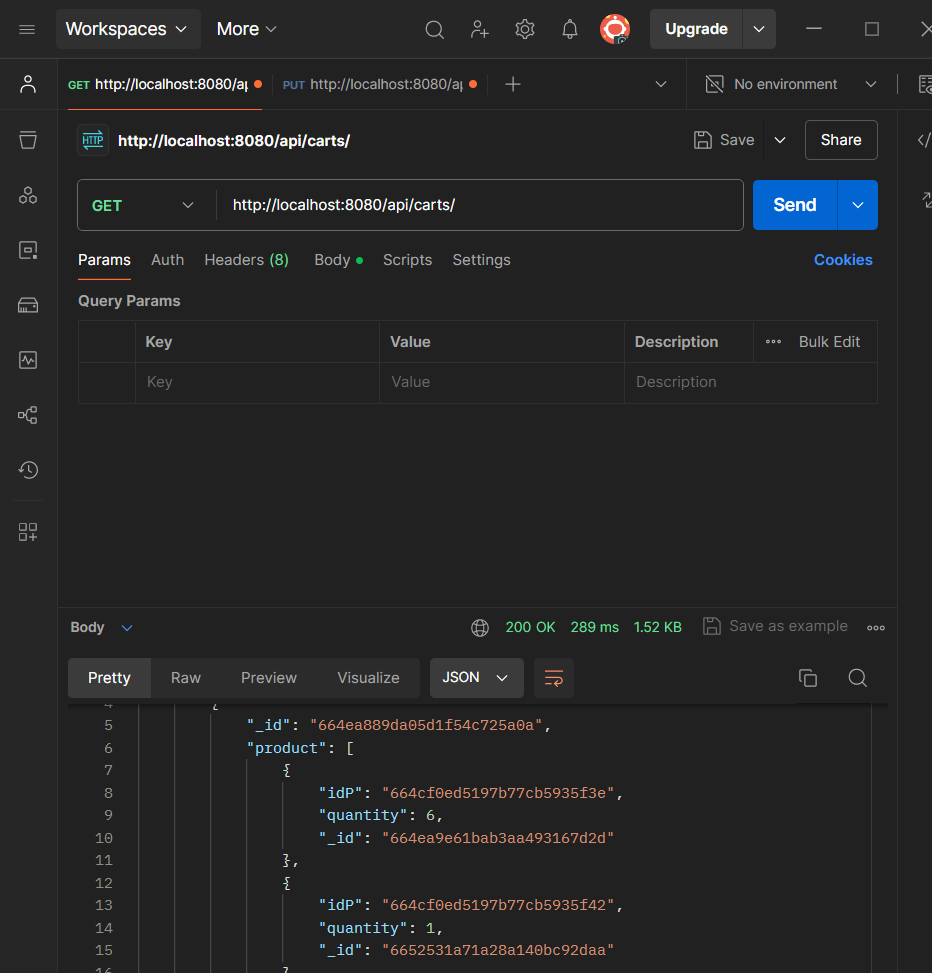 Workspaces More Upgrade
GET http://localhost:8080/ap PUT http://localhost:8080/ap No environment
HTTP http://localhost:8080/api/carts/ Save Share
GET http://localhost:8080/api/carts/ Send
Params Auth Headers (8) Body Scripts Settings Cookies
Query Params
Key Value Description Bulk Edit
Key Value Description
Body 200 OK 289 ms 1.52 KB Save as example
Pretty Raw Preview Visualize JSON
4 {
5 "_id": "664ea889da05d1f54c725a0a",
6 "product": [
7 {
8 "idP": "664cf0ed5197b77cb5935f3e",
9 "quantity": 6,
10 "_id": "664ea9e61bab3aa493167d2d"
11 },
12 {
13 "idP": "664cf0ed5197b77cb5935f42",
14 "quantity": 1,
15 "_id": "6652531a71a28a140bc92daa"
16 }